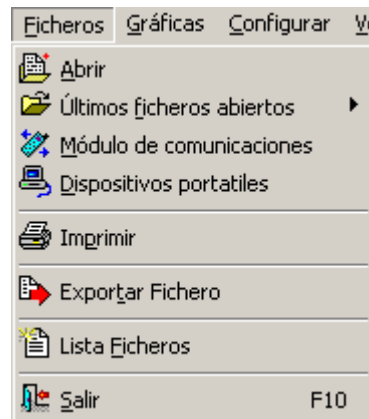 Ficheros Gráficas Configurar
Abrir
Últimos ficheros abiertos
Módulo de comunicaciones
Dispositivos portatiles
Imprimir
Exportar Fichero
Lista Ficheros
Salir F10